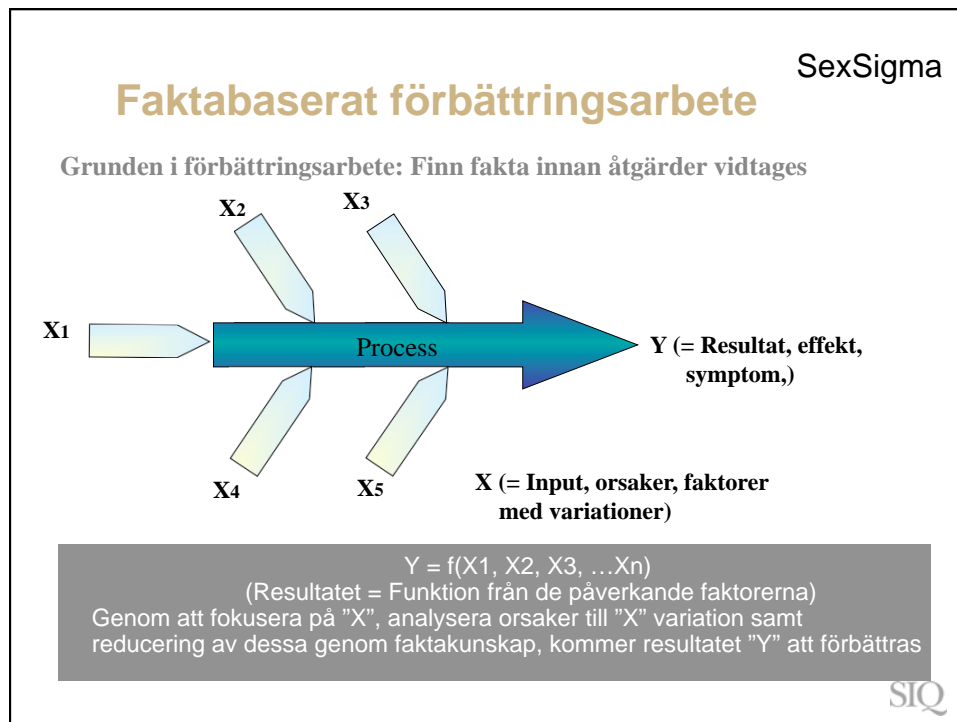 SexSigma
Faktabaserat förbättringsarbete
Grunden i förbättringsarbete: Finn fakta innan åtgärder vidtages
X2
X3
X1
Process
Y (= Resultat, effekt,
symptom,)
X4
X5
X (= Input, orsaker, faktorer
med variationer)
Y = f(X1, X2, X3, …Xn)
(Resultatet = Funktion från de påverkande faktorerna)
Genom att fokusera på ”X”, analysera orsaker till ”X” variation samt
reducering av dessa genom faktakunskap, kommer resultatet ”Y” att förbättras
SIQ